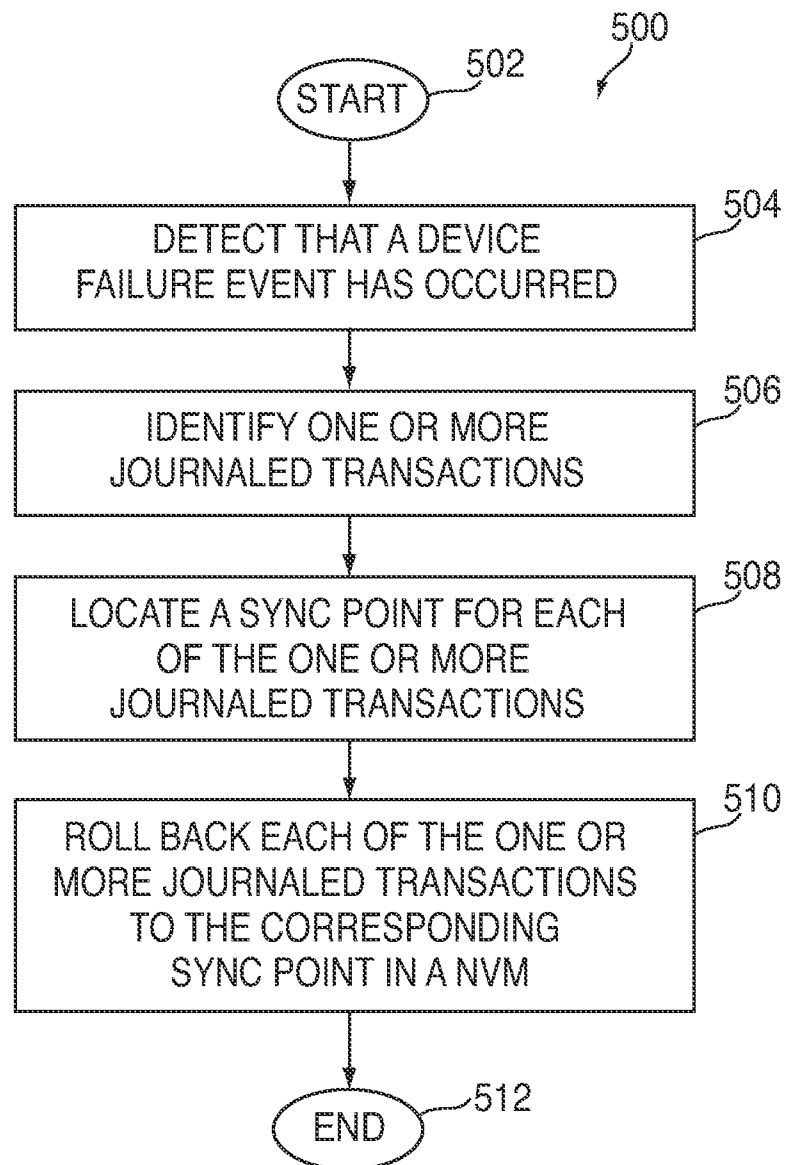 500
502
START
504
DETECT THAT A DEVICE
FAILURE EVENT HAS OCCURRED
506
IDENTIFY ONE OR MORE
JOURNALED TRANSACTIONS
508
LOCATE A SYNC POINT FOR EACH
OF THE ONE OR MORE
JOURNALED TRANSACTIONS
510
ROLL BACK EACH OF THE ONE OR
MORE JOURNALED TRANSACTIONS
TO THE CORRESPONDING
SYNC POINT IN A NVM
512
END